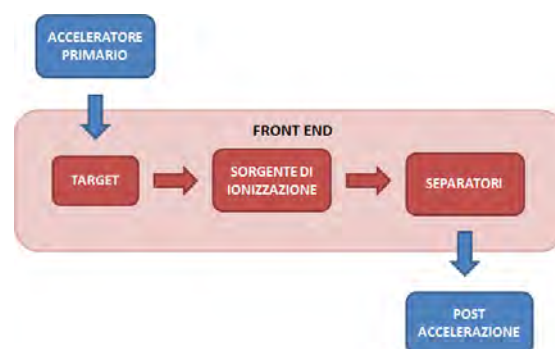 ACCELERATORE
PRIMARIO
FRONT END
TARGET
SORGENTE DI
IONIZZAZIONE
SEPARATORI
POST
ACCELERAZIONE